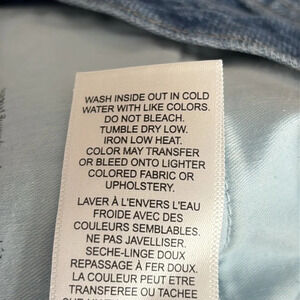 WASH INSIDE OUT IN COLD
WATER WITH LIKE COLORS.
DO NOT BLEACH.
TUMBLE DRY LOW.
IRON LOW HEAT.
COLOR MAY TRANSFER
OR BLEED ONTO LIGHTER
COLORED FABRIC OR
UPHOLSTERY.
LAVER À L'ENVERS L'EAU
FROIDE AVEC DES
COULEURS SEMBLABLES.
NE PAS JAVELLISER.
SECHE-LINGE DOUX
REPASSAGE À FER DOUX.
LA COULEUR PEUT ÊTRE
TRANSFEREE OU TACHEE